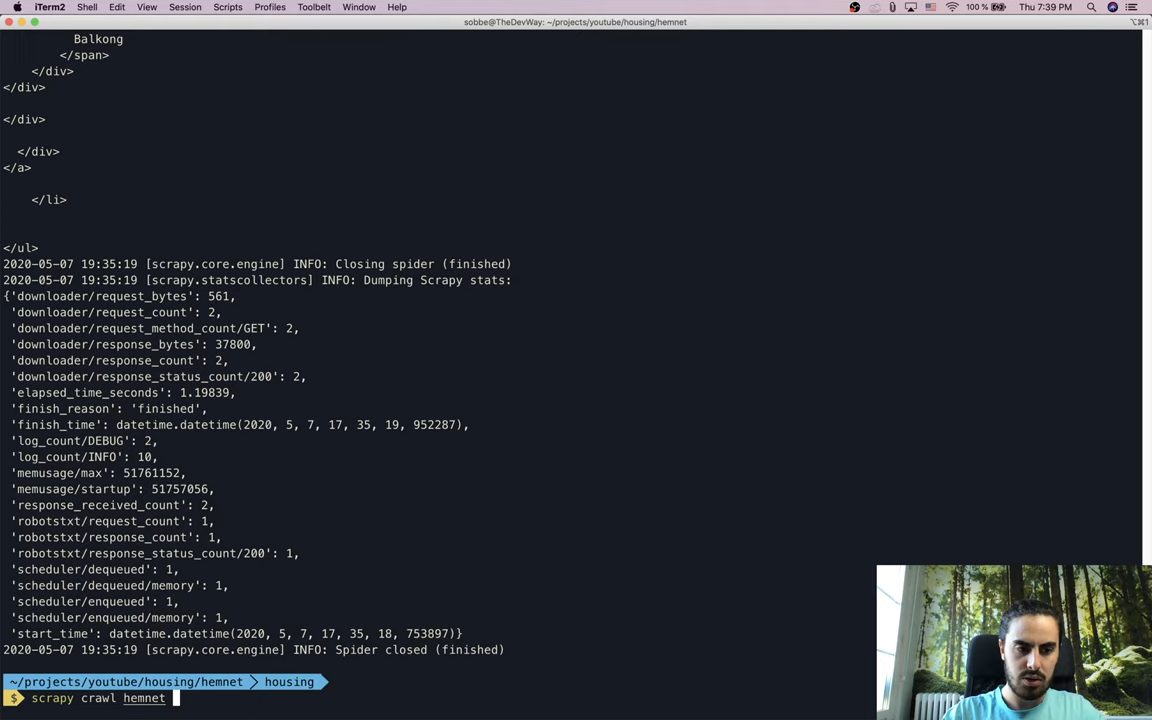 iTerm2 Shell Edit View Session Scripts Profiles Toolbelt Window Help 100 % Thu 7:39 PM
sobbe@TheDevWay: ~/projects/youtube/housing/hemnet ⌥⌘1
Balkong
</span>
</div>
</div>
</div>
</div>
</a>
</li>
</ul>
2020-05-07 19:35:19 [scrapy.core.engine] INFO: Closing spider (finished)
2020-05-07 19:35:19 [scrapy.statscollectors] INFO: Dumping Scrapy stats:
{'downloader/request_bytes': 561,
'downloader/request_count': 2,
'downloader/request_method_count/GET': 2,
'downloader/response_bytes': 37800,
'downloader/response_count': 2,
'downloader/response_status_count/200': 2,
'elapsed_time_seconds': 1.19839,
'finish_reason': 'finished',
'finish_time': datetime.datetime(2020, 5, 7, 17, 35, 19, 952287),
'log_count/DEBUG': 2,
'log_count/INFO': 10,
'memusage/max': 51761152,
'memusage/startup': 51757056,
'response_received_count': 2,
'robotstxt/request_count': 1,
'robotstxt/response_count': 1,
'robotstxt/response_status_count/200': 1,
'scheduler/dequeued': 1,
'scheduler/dequeued/memory': 1,
'scheduler/enqueued': 1,
'scheduler/enqueued/memory': 1,
'start_time': datetime.datetime(2020, 5, 7, 17, 35, 18, 753897)}
2020-05-07 19:35:19 [scrapy.core.engine] INFO: Spider closed (finished)
~/projects/youtube/housing/hemnet housing
$ scrapy crawl hemnet